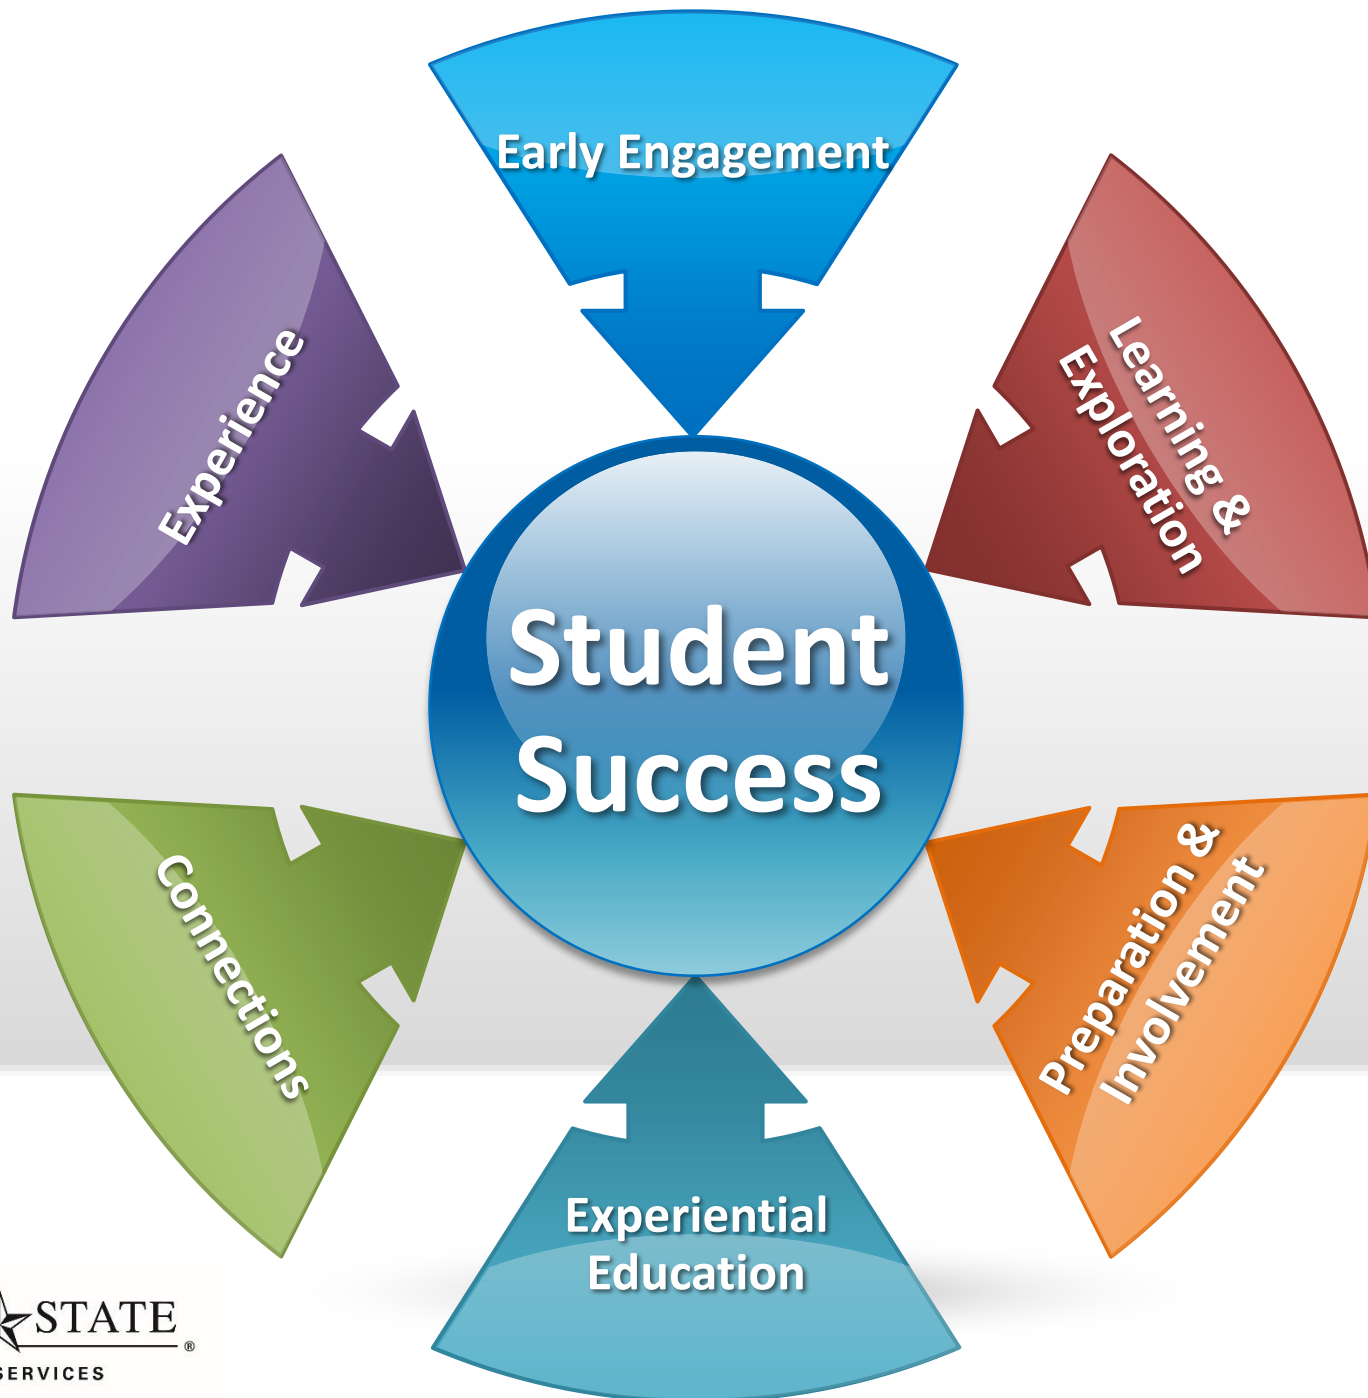 Early Engagement
Learning &
Exploration
Preparation &
Involvement
Experiential
Education
Connections
Experience
Student
Success
STATE
®
SERVICES